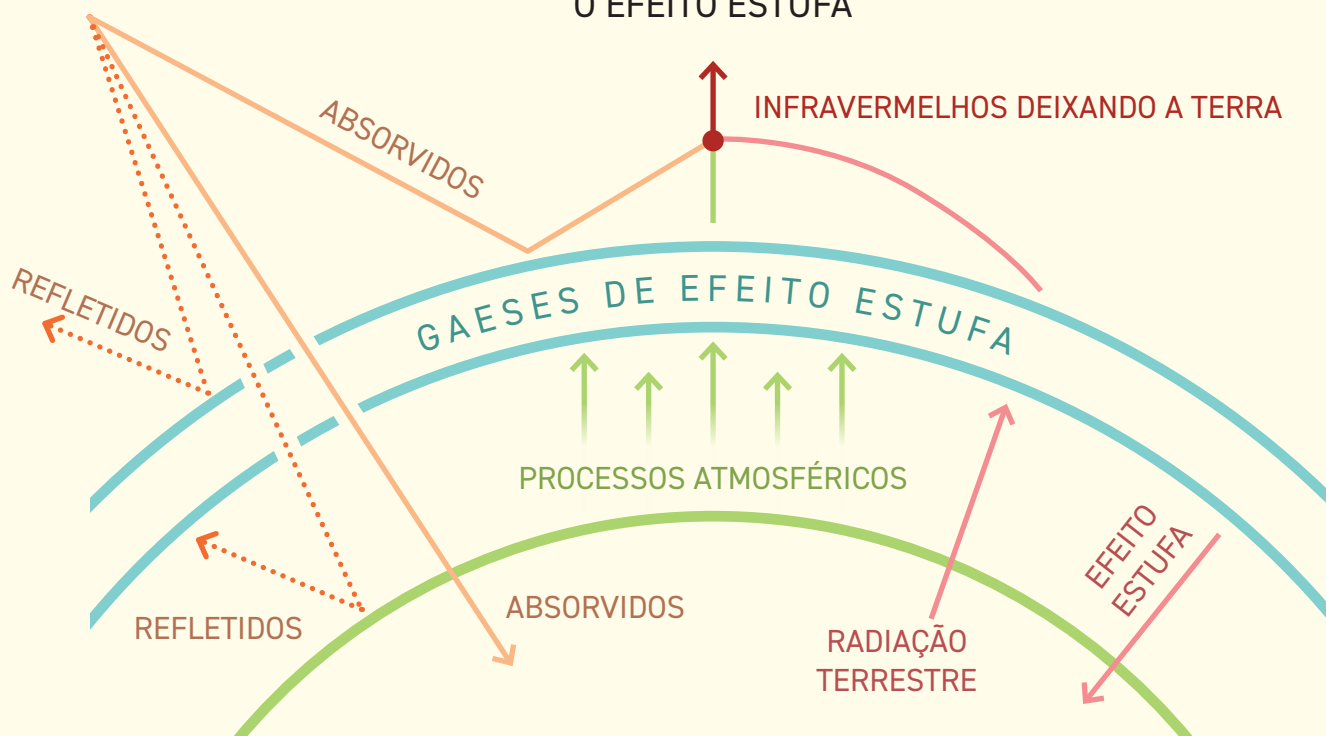 O EFEITO ESTUFA
INFRAVERMELHOS DEIXANDO A TERRA
ABSORVIDOS
REFLETIDOS
GAESES DE EFEITO ESTUFA
PROCESSOS ATMOSFÉRICOS
EFEITO
ESTUFA
REFLETIDOS
ABSORVIDOS
RADIAÇÃO
TERRESTRE